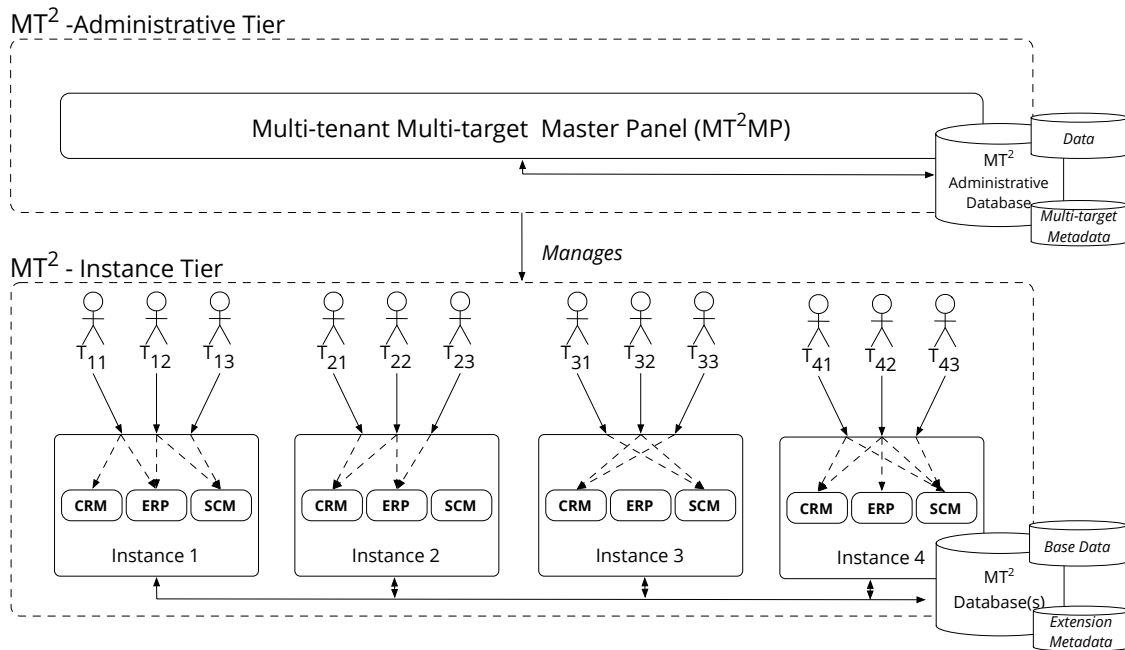 MT² -Administrative Tier
Multi-tenant Multi-target Master Panel (MT²MP)
Data
MT²
Administrative
Database
Multi-target
Metadata
Manages
MT² - Instance Tier
T₁₁ T₁₂ T₁₃ T₂₁ T₂₂ T₂₃ T₃₁ T₃₂ T₃₃ T₄₁ T₄₂ T₄₃
CRM ERP SCM CRM ERP SCM CRM ERP SCM CRM ERP SCM
Instance 1 Instance 2 Instance 3 Instance 4
Base Data
MT²
Database(s)
Extension
Metadata